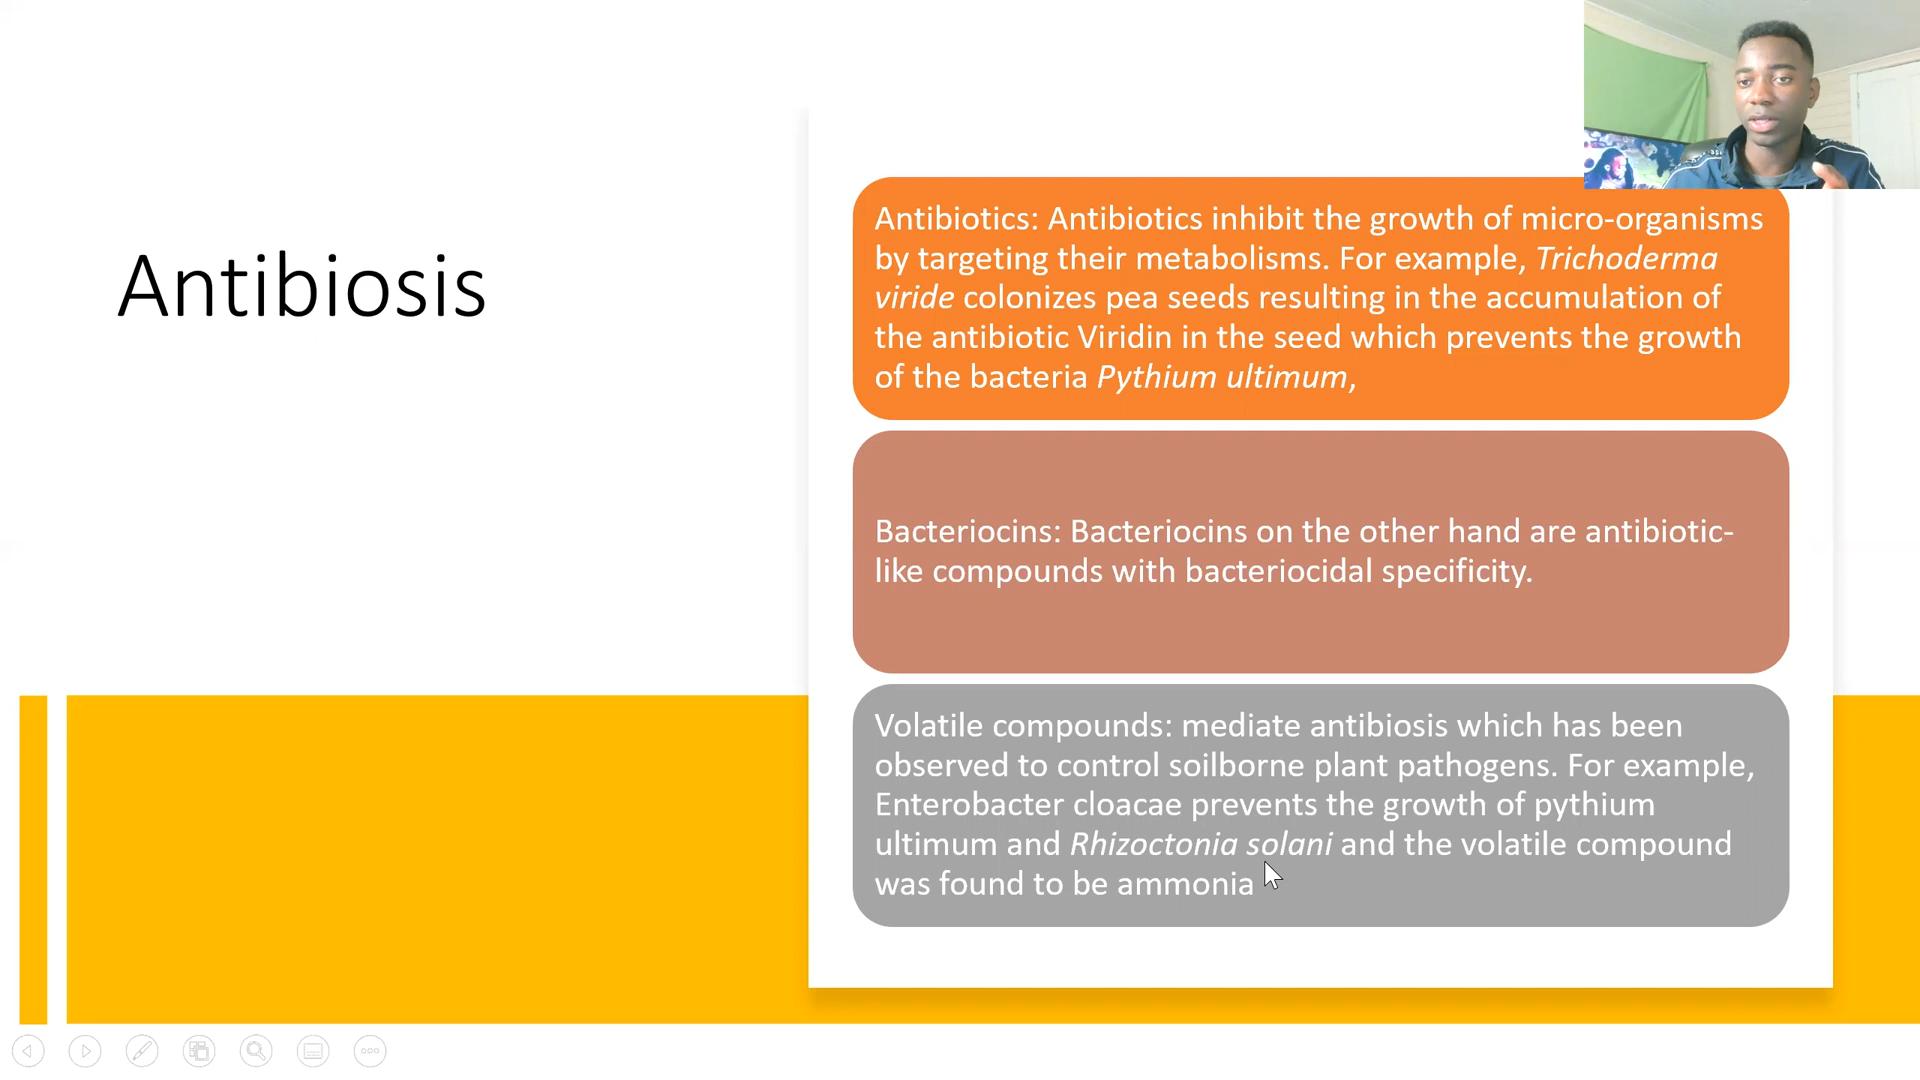 Antibiosis
Antibiotics: Antibiotics inhibit the growth of micro-organisms
by targeting their metabolisms. For example, Trichoderma
viride colonizes pea seeds resulting in the accumulation of
the antibiotic Viridin in the seed which prevents the growth
of the bacteria Pythium ultimum,
Bacteriocins: Bacteriocins on the other hand are antibiotic-
like compounds with bacteriocidal specificity.
Volatile compounds: mediate antibiosis which has been
observed to control soilborne plant pathogens. For example,
Enterobacter cloacae prevents the growth of pythium
ultimum and Rhizoctonia solani and the volatile compound
was found to be ammonia